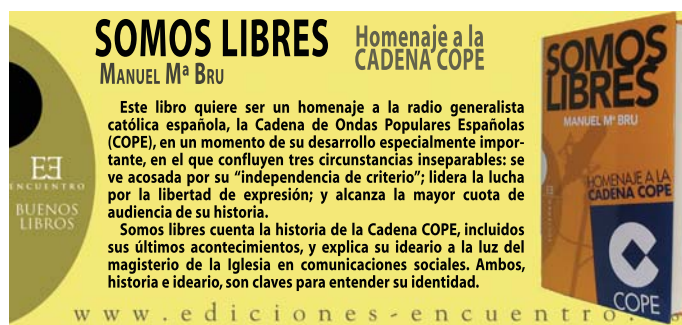 SOMOS LIBRES
Homenaje a la
CADENA COPE
MANUEL Mª BRU
Este libro quiere ser un homenaje a la radio generalista
católica española, la Cadena de Ondas Populares Españolas
(COPE), en un momento de su desarrollo especialmente impor-
tante, en el que confluyen tres circunstancias inseparables: se
ve acosada por su “independencia de criterio”; lidera la lucha
por la libertad de expresión; y alcanza la mayor cuota de
audiencia de su historia.
Somos libres cuenta la historia de la Cadena COPE, incluidos
sus últimos acontecimientos, y explica su ideario a la luz del
magisterio de la Iglesia en comunicaciones sociales. Ambos,
historia e ideario, son claves para entender su identidad.
ENCUENTRO
BUENOS
LIBROS
SOMOS
LIBRES
MANUEL Mª BRU
HOMENAJE A LA
CADENA COPE
COPE
www.ediciones-encuentro.